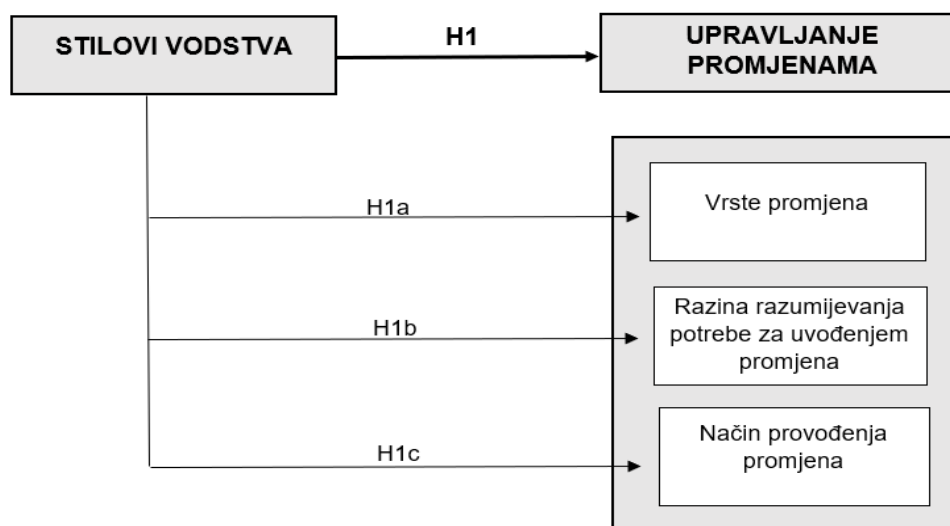 STILOVI VODSTVA
H1
UPRAVLJANJE
PROMJENAMA
H1a
Vrste promjena
H1b
Razina razumijevanja
potrebe za uvođenjem
promjena
H1c
Način provođenja
promjena